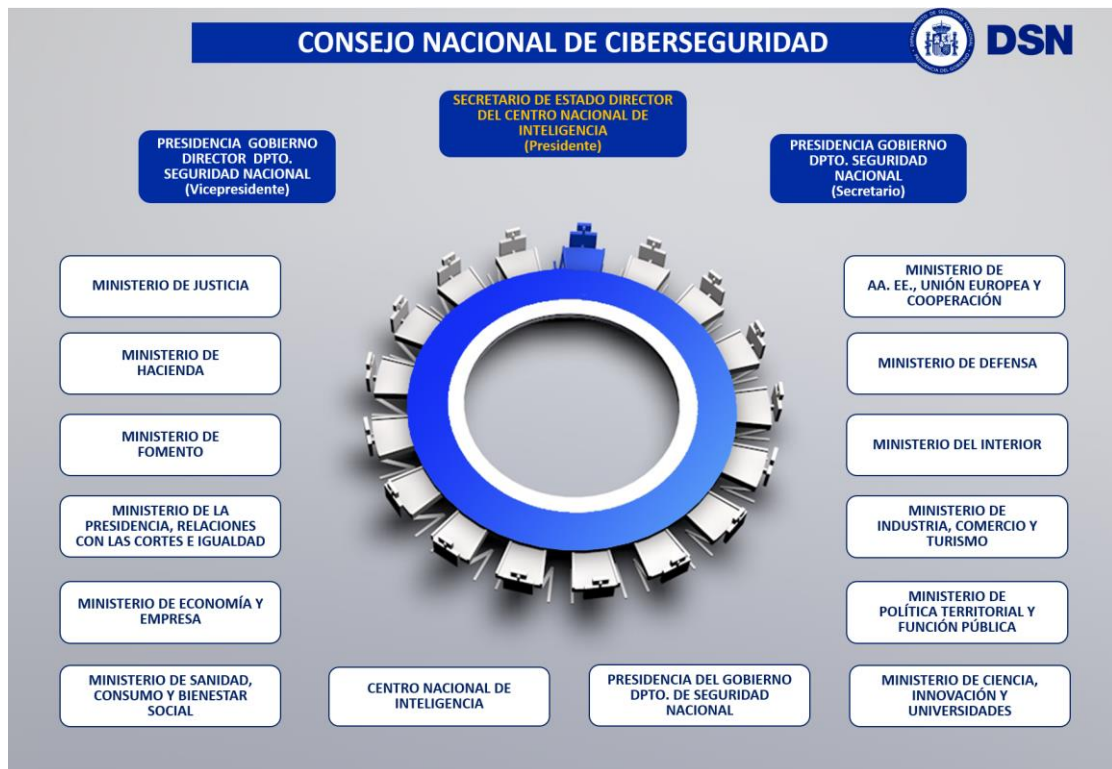 CONSEJO NACIONAL DE CIBERSEGURIDAD
DSN
SECRETARIO DE ESTADO DIRECTOR
DEL CENTRO NACIONAL DE
INTELIGENCIA
(Presidente)
PRESIDENCIA GOBIERNO
DIRECTOR DPTO.
SEGURIDAD NACIONAL
(Vicepresidente)
PRESIDENCIA GOBIERNO
DPTO. SEGURIDAD
NACIONAL
(Secretario)
MINISTERIO DE JUSTICIA
MINISTERIO DE
HACIENDA
MINISTERIO DE
FOMENTO
MINISTERIO DE LA
PRESIDENCIA, RELACIONES
CON LAS CORTES E IGUALDAD
MINISTERIO DE ECONOMÍA Y
EMPRESA
MINISTERIO DE SANIDAD,
CONSUMO Y BIENESTAR
SOCIAL
CENTRO NACIONAL DE
INTELIGENCIA
PRESIDENCIA DEL GOBIERNO
DPTO. DE SEGURIDAD
NACIONAL
MINISTERIO DE
AA. EE., UNIÓN EUROPEA Y
COOPERACIÓN
MINISTERIO DE DEFENSA
MINISTERIO DEL INTERIOR
MINISTERIO DE
INDUSTRIA, COMERCIO Y
TURISMO
MINISTERIO DE
POLÍTICA TERRITORIAL Y
FUNCIÓN PÚBLICA
MINISTERIO DE CIENCIA,
INNOVACIÓN Y
UNIVERSIDADES